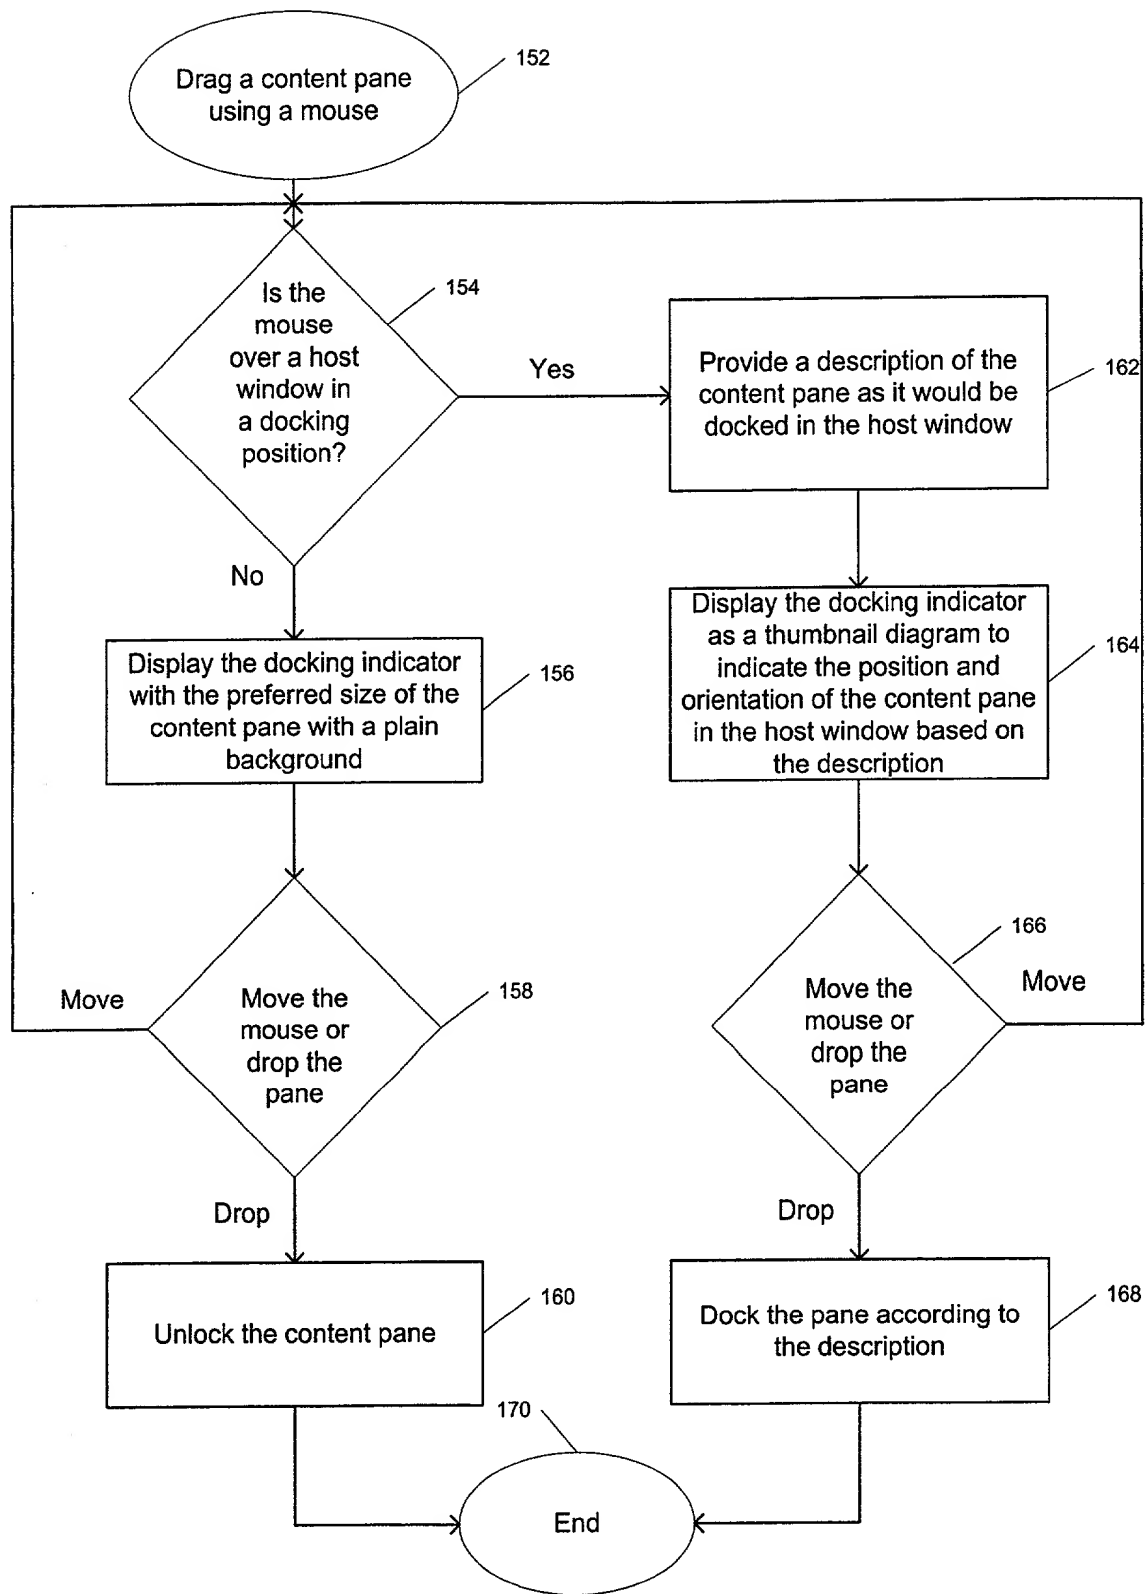 Drag a content pane
using a mouse
152
Is the
mouse
over a host
window in
a docking
position?
154
Yes
Provide a description of the
content pane as it would be
docked in the host window
162
No
Display the docking indicator
with the preferred size of the
content pane with a plain
background
156
Display the docking indicator
as a thumbnail diagram to
indicate the position and
orientation of the content pane
in the host window based on
the description
164
Move
Move the
mouse or
drop the
pane
158
Move the
mouse or
drop the
pane
166
Move
Drop
Drop
Unlock the content pane
160
Dock the pane according to
the description
168
170
End